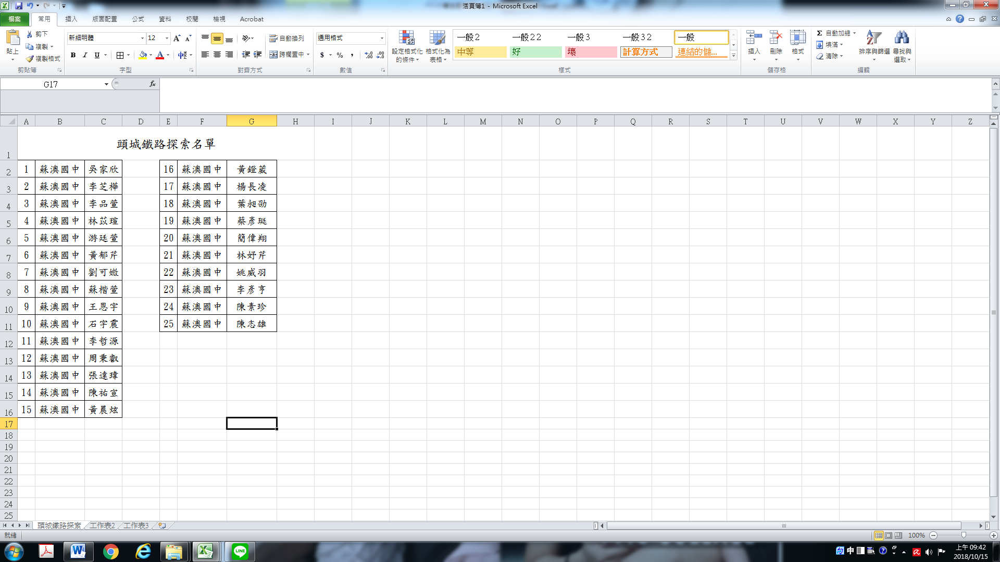 活頁簿1 - Microsoft Excel
檔案 常用 插入 版面配置 公式 資料 校閱 檢視 Acrobat
貼上 剪下 複製 複製格式 剪貼簿
新細明體 12 B I U 字型
自動換列 跨欄置中 對齊方式
通用格式 $ % , 數值
設定格式化的條件 格式化為表格
一般 2 一般 2 2 一般 3 一般 3 2 一般
中等 好 壞 計算方式 連結的儲...
樣式
插入 刪除 格式 儲存格
Σ 自動加總 填滿 清除 排序與篩選 尋找與選取 編輯
G17 fx
A B C D E F G H I J K L M N O P Q R S T U V W X Y Z
1 頭城鐵路探索名單
2 1 蘇澳國中 吳家欣 16 蘇澳國中 黃鐙葳
3 2 蘇澳國中 李芝樺 17 蘇澳國中 楊長凌
4 3 蘇澳國中 李品萱 18 蘇澳國中 葉昶劭
5 4 蘇澳國中 林苡瑄 19 蘇澳國中 蔡彥珽
6 5 蘇澳國中 游廷萱 20 蘇澳國中 簡偉翔
7 6 蘇澳國中 黃郁芹 21 蘇澳國中 林妤芹
8 7 蘇澳國中 劉可媺 22 蘇澳國中 姚威羽
9 8 蘇澳國中 蘇楷萱 23 蘇澳國中 李彥亨
10 9 蘇澳國中 王恩宇 24 蘇澳國中 陳素珍
11 10 蘇澳國中 石宇震 25 蘇澳國中 陳志雄
12 11 蘇澳國中 李哲源
13 12 蘇澳國中 周秉叡
14 13 蘇澳國中 張達瑋
15 14 蘇澳國中 陳祐宣
16 15 蘇澳國中 黃晨炫
17
18
19
20
21
22
23
24
25
頭城鐵路探索 工作表2 工作表3
就緒 100%
中 上午 09:42
2018/10/15